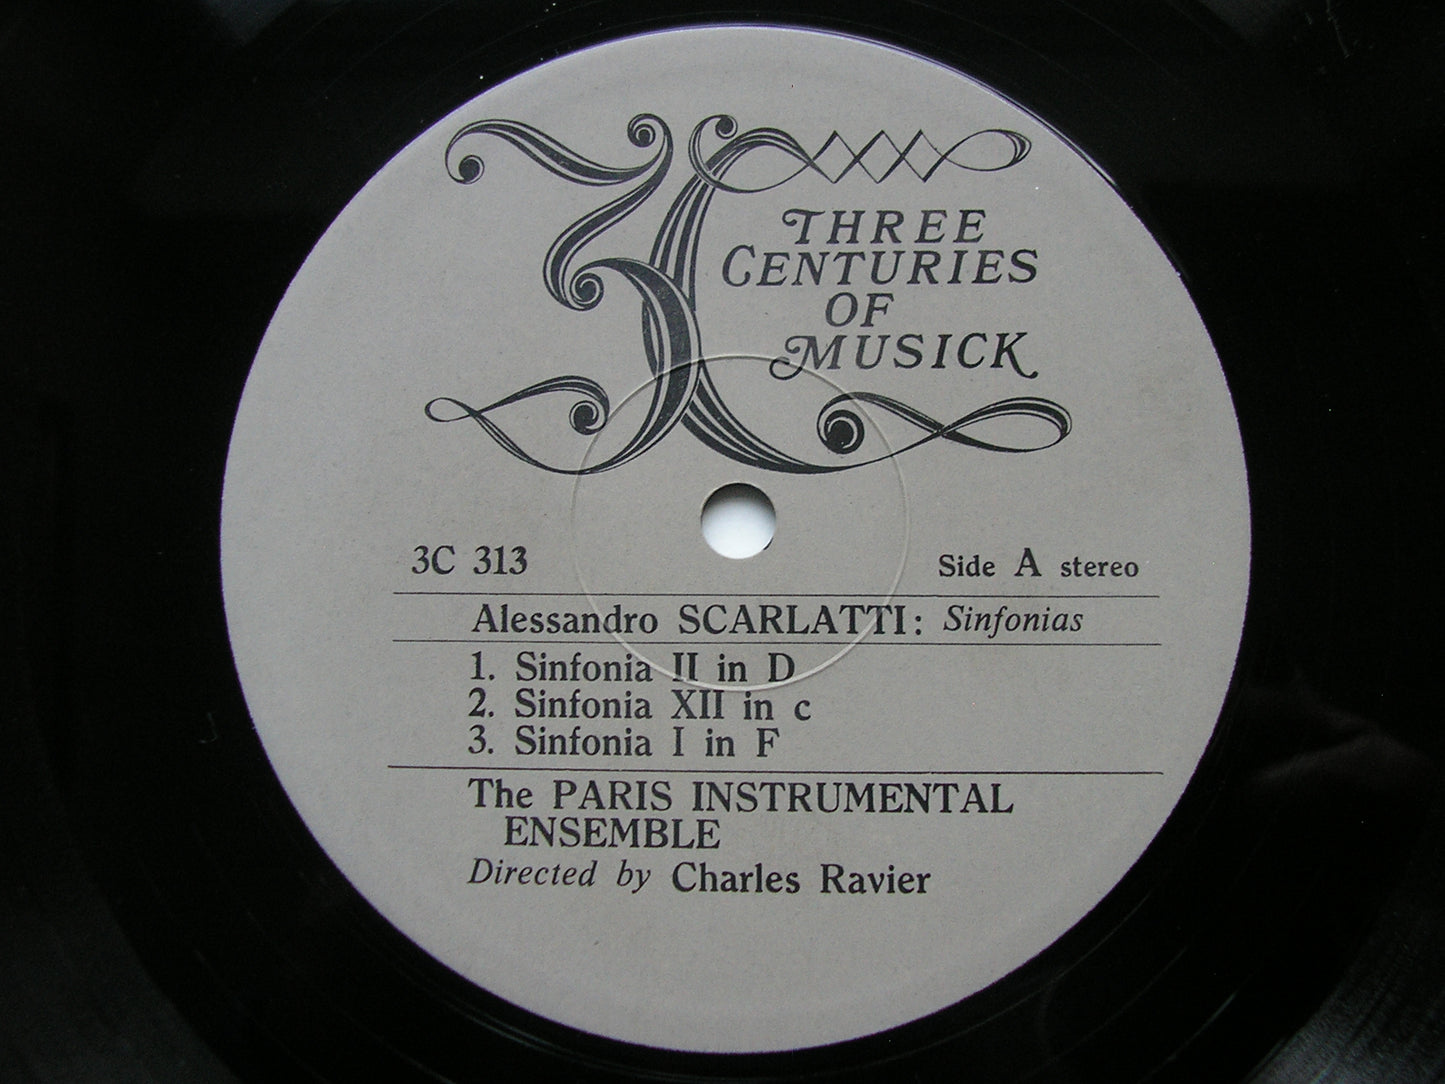 3C
THREE
CENTURIES
OF
MUSICK
3C 313
Side A stereo
Alessandro SCARLATTI: Sinfonias
1. Sinfonia II in D
2. Sinfonia XII in c
3. Sinfonia I in F
The PARIS INSTRUMENTAL
ENSEMBLE
Directed by Charles Ravier